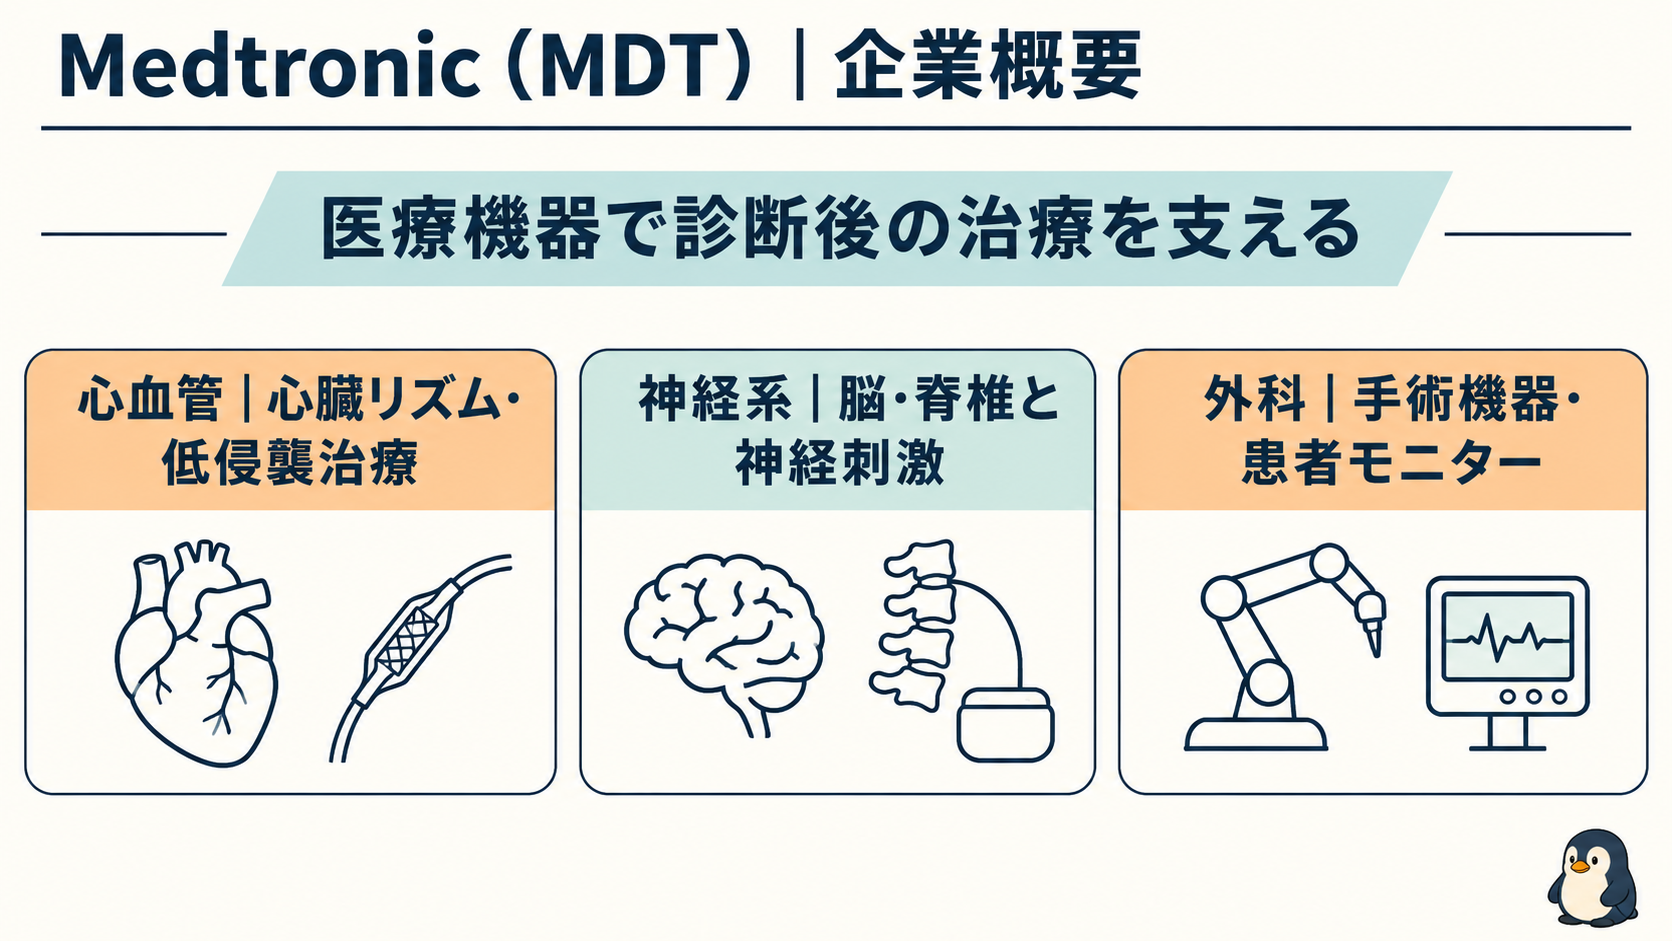 Medtronic（MDT）｜企業概要
医療機器で診断後の治療を支える
心血管｜心臓リズム・
低侵襲治療
神経系｜脳・脊椎と
神経刺激
外科｜手術機器・
患者モニター